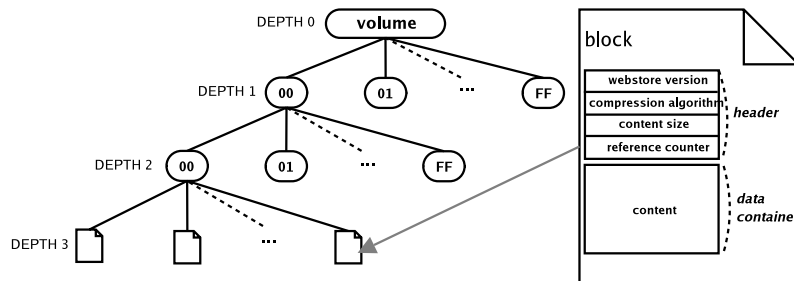 DEPTH 0
volume
block
DEPTH 1
00
01
...
FF
webstore version
compression algorithm
content size
reference counter
header
DEPTH 2
00
01
...
FF
content
data
containe
DEPTH 3
...